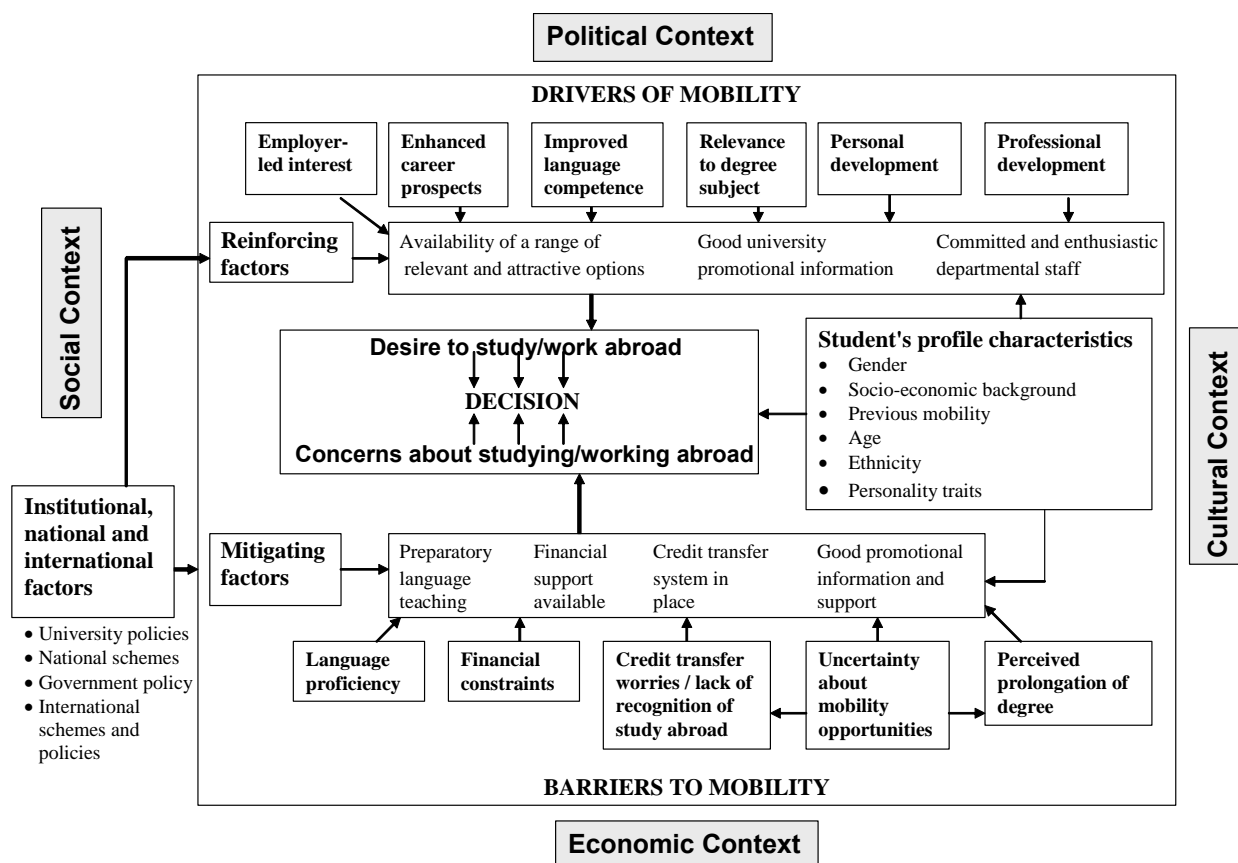 Political Context
DRIVERS OF MOBILITY
Employer-
led interest
Enhanced
career
prospects
Improved
language
competence
Relevance
to degree
subject
Personal
development
Professional
development
Social Context
Reinforcing
factors
Availability of a range of
relevant and attractive options
Good university
promotional information
Committed and enthusiastic
departmental staff
Desire to study/work abroad
DECISION
Concerns about studying/working abroad
Student's profile characteristics
• Gender
• Socio-economic background
• Previous mobility
• Age
• Ethnicity
• Personality traits
Cultural Context
Institutional,
national and
international
factors
• University policies
• National schemes
• Government policy
• International
schemes and
policies
Mitigating
factors
Preparatory
language
teaching
Financial
support
available
Credit transfer
system in
place
Good promotional
information and
support
Language
proficiency
Financial
constraints
Credit transfer
worries / lack of
recognition of
study abroad
Uncertainty
about
mobility
opportunities
Perceived
prolongation of
degree
BARRIERS TO MOBILITY
Economic Context